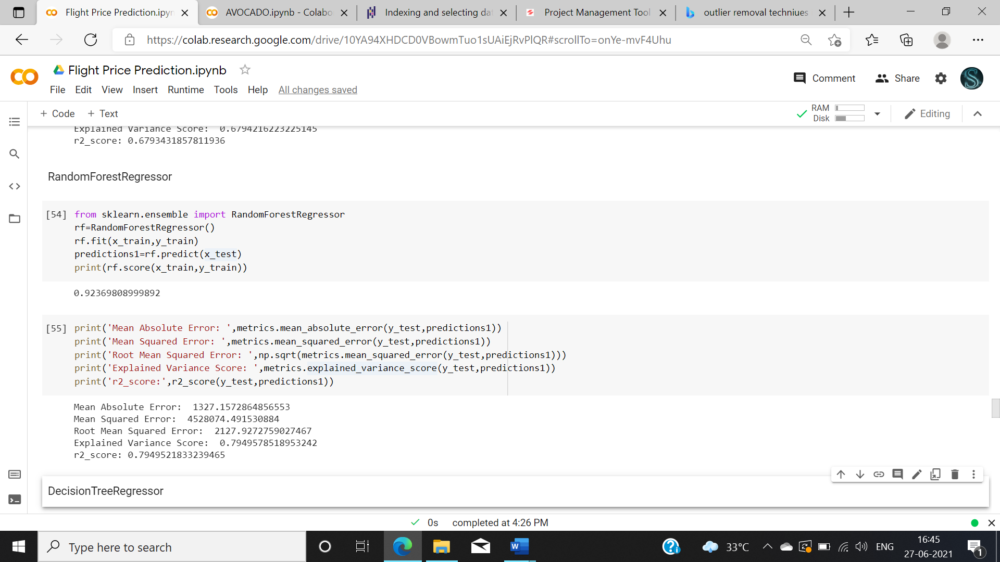 Flight Price Prediction.ipyn
AVOCADO.ipynb - Colabo
Indexing and selecting da
Project Management Tool
outlier removal techniues
https://colab.research.google.com/drive/10YA94XHDCD0VBowmTuo1sUAiEjRvPlQR#scrollTo=onYe-mvF4Uhu
Flight Price Prediction.ipynb
Comment
Share
S
File Edit View Insert Runtime Tools Help All changes saved
+ Code + Text
RAM
Disk
Editing
Explained Variance Score:  0.6794216223225145
r2_score: 0.6793431857811936
RandomForestRegressor
[54] from sklearn.ensemble import RandomForestRegressor
rf=RandomForestRegressor()
rf.fit(x_train,y_train)
predictions1=rf.predict(x_test)
print(rf.score(x_train,y_train))
0.92369808999892
[55] print('Mean Absolute Error: ',metrics.mean_absolute_error(y_test,predictions1))
print('Mean Squared Error: ',metrics.mean_squared_error(y_test,predictions1))
print('Root Mean Squared Error: ',np.sqrt(metrics.mean_squared_error(y_test,predictions1)))
print('Explained Variance Score: ',metrics.explained_variance_score(y_test,predictions1))
print('r2_score:',r2_score(y_test,predictions1))
Mean Absolute Error:  1327.1572864856553
Mean Squared Error:  4528074.491530884
Root Mean Squared Error:  2127.9272759027467
Explained Variance Score:  0.7949578518953242
r2_score: 0.7949521833239465
DecisionTreeRegressor
0s completed at 4:26 PM
Type here to search
W
33°C
ENG
16:45
27-06-2021
1